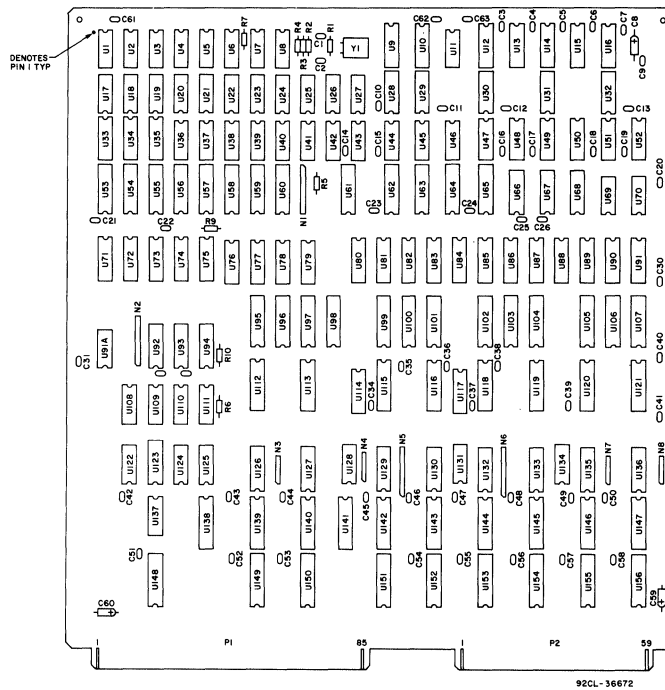 C61 R7 R4 R2 R1 C62 C63 C3 C4 C5 C6 C7 C8
DENOTES
PIN 1 TYP
U1 U2 U3 U4 U5 U6 U7 U8 R3 C1 C2 Y1 U9 U10 U11 U12 U13 U14 U15 U16 C9
U17 U18 U19 U20 U21 U22 U23 U24 U25 U26 U27 C10 U28 U29 C11 U30 C12 U31 U32 C13
U33 U34 U35 U36 U37 U38 U39 U40 U41 U42 C14 U43 C15 U44 U45 U46 U47 C16 U48 C17 U49 U50 C18 U51 C19 U52 C20
U53 U54 U55 U56 U57 U58 U59 U60 N1 R5 U61 C23 U62 U63 U64 C24 U65 U66 U67 U68 U69 U70
C21 C22 R9 C25 C26
U71 U72 U73 U74 U75 U76 U77 U78 U79 U80 U81 U82 U83 U84 U85 U86 U87 U88 U89 U90 U91 C30
N2 U95 U96 U97 U98 U99 U100 U101 U102 U103 U104 U105 U106 U107
C31 U91A U92 U93 U94 R10 C35 C36 C38 C40
U112 U113 U114 C34 U115 U116 U117 C37 U118 U119 C39 U120 U121 C41
U108 U109 U110 U111 R6
U122 U123 U124 U125 U126 N3 U127 U128 N4 U129 N5 U130 U131 U132 N6 U133 U134 U135 N7 U136 N8
C42 C43 C44 C45 C46 C47 C48 C49 C50
U137 U138 U139 U140 U141 U142 U143 U144 U145 U146 U147
C51 C52 C53 C54 C55 C56 C57 C58
U148 U149 U150 U151 U152 U153 U154 U155 U156 C59
C60
1 P1 85 1 P2 59
92CL-36672